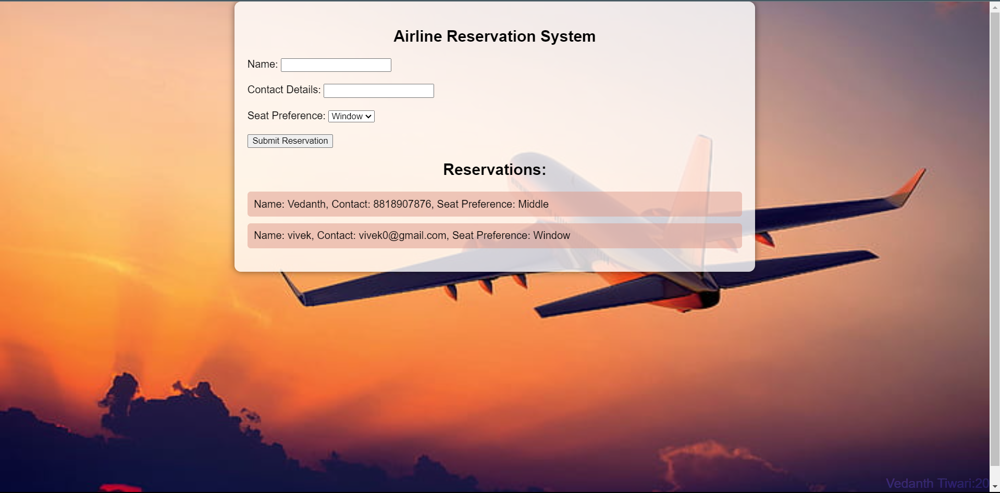 Airline Reservation System
Name:
Contact Details:
Seat Preference: Window
Submit Reservation
Reservations:
Name: Vedanth, Contact: 8818907876, Seat Preference: Middle
Name: vivek, Contact: vivek0@gmail.com, Seat Preference: Window
Vedanth Tiwari:20